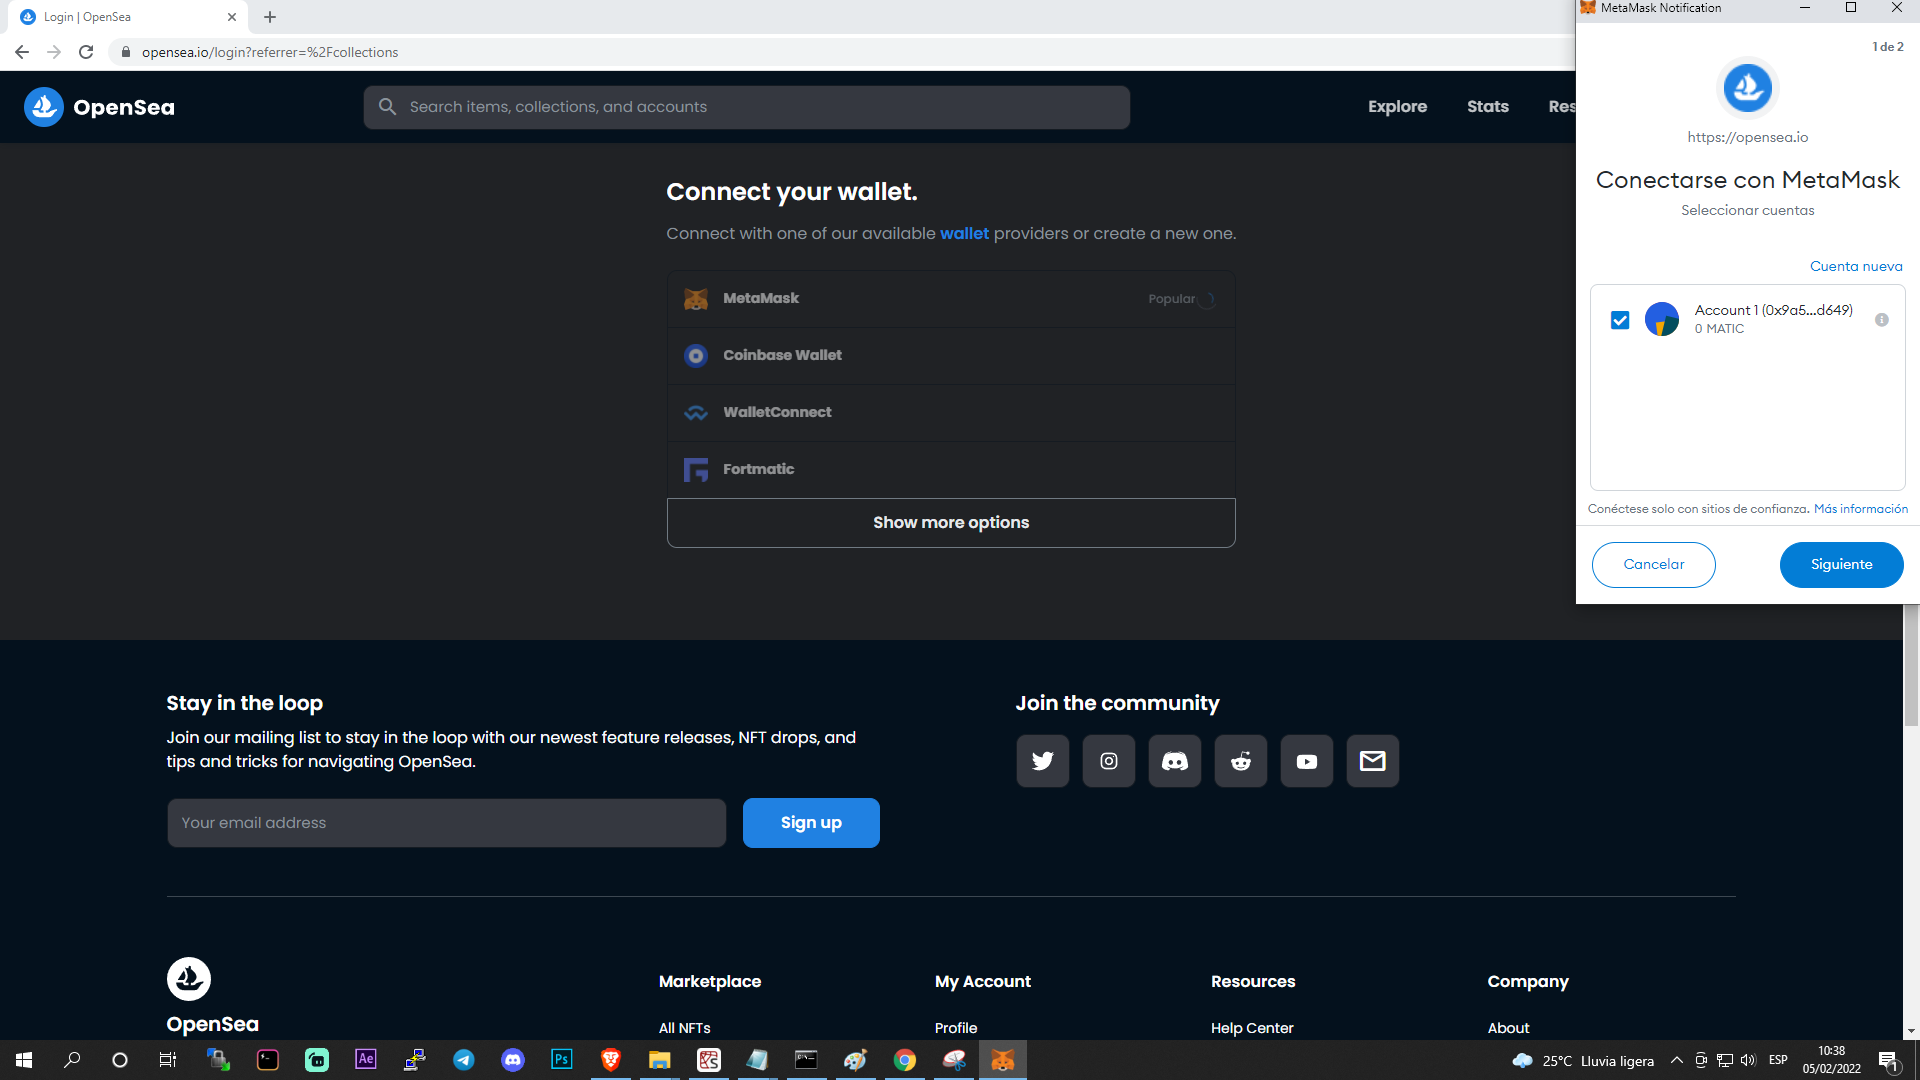 Login | OpenSea
MetaMask Notification
opensea.io/login?referrer=%2Fcollections
1 de 2
OpenSea
Search items, collections, and accounts
Explore
Stats
Res
https://opensea.io
Conectarse con MetaMask
Seleccionar cuentas
Connect your wallet.
Connect with one of our available wallet providers or create a new one.
Cuenta nueva
MetaMask
Popular
Account 1 (0x9a5...d649)
0 MATIC
Coinbase Wallet
WalletConnect
Fortmatic
Show more options
Conéctese solo con sitios de confianza. Más información
Cancelar
Siguiente
Stay in the loop
Join our mailing list to stay in the loop with our newest feature releases, NFT drops, and
tips and tricks for navigating OpenSea.
Your email address
Sign up
Join the community
OpenSea
Marketplace
All NFTs
My Account
Profile
Resources
Help Center
Company
About
Ae
Ps
25°C Lluvia ligera
ESP
10:38
05/02/2022
1